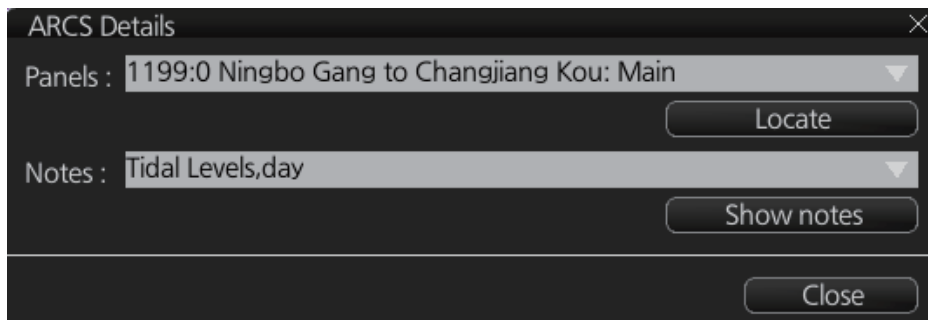 ARCS Details
Panels : 1199:0 Ningbo Gang to Changjiang Kou: Main
Locate
Notes : Tidal Levels,day
Show notes
Close